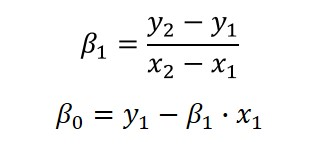 β₁ = (y₂ − y₁) / (x₂ − x₁)
β₀ = y₁ − β₁ · x₁